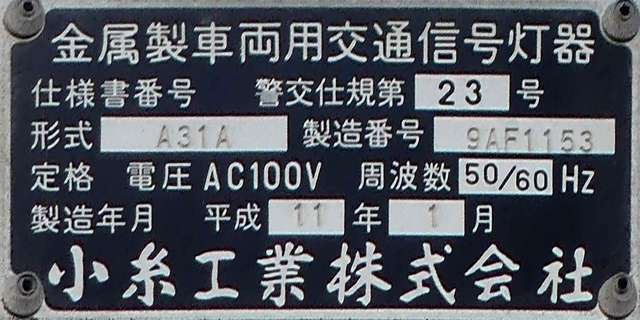 金属製車両用交通信号灯器
仕様書番号 警交仕規第 23 号
形式 A31A 製造番号 9AF1153
定格 電圧 AC100V 周波数 50/60 Hz
製造年月 平成 11 年 1 月
小糸工業株式会社